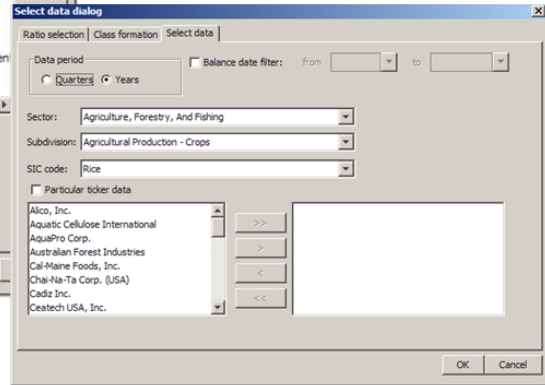 Select data dialog
Ratio selection Class formation Select data
Data period
Quarters Years
Balance date filter: from to
Sector: Agriculture, Forestry, And Fishing
Subdivision: Agricultural Production - Crops
SIC code: Rice
Particular ticker data
Alico, Inc.
Aquatic Cellulose International
AquaPro Corp.
Australian Forest Industries
Cal-Maine Foods, Inc.
Chai-Na-Ta Corp. (USA)
Cadiz Inc.
Ceatech USA, Inc.
>>
>
<
<<
OK Cancel